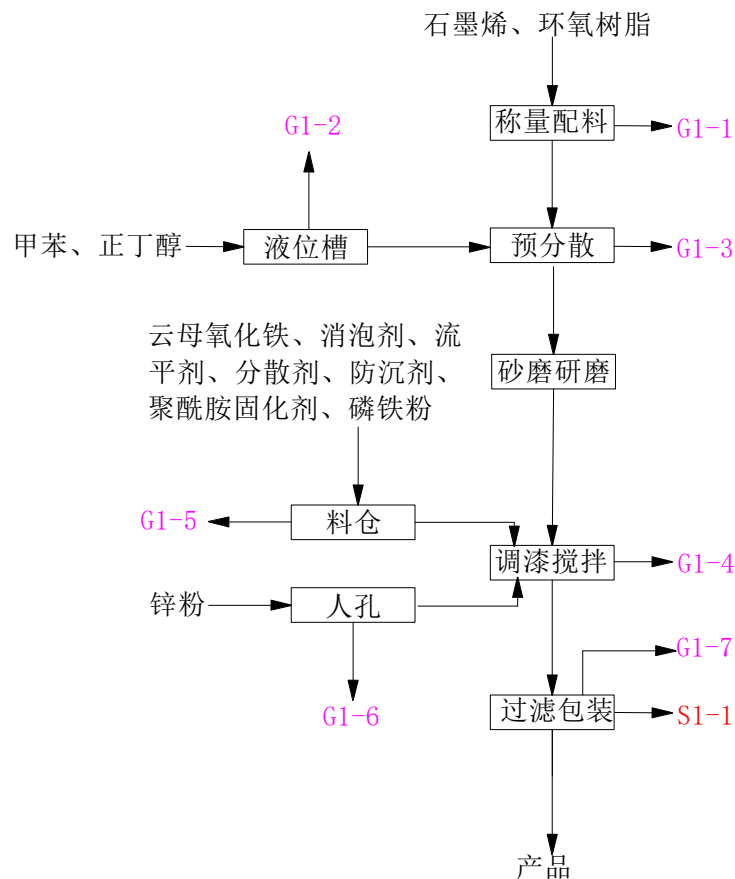 石墨烯、环氧树脂
称量配料
G1-1
G1-2
甲苯、正丁醇
液位槽
预分散
G1-3
云母氧化铁、消泡剂、流
平剂、分散剂、防沉剂、
聚酰胺固化剂、磷铁粉
砂磨研磨
G1-5
料仓
调漆搅拌
G1-4
锌粉
人孔
G1-6
G1-7
过滤包装
S1-1
产品